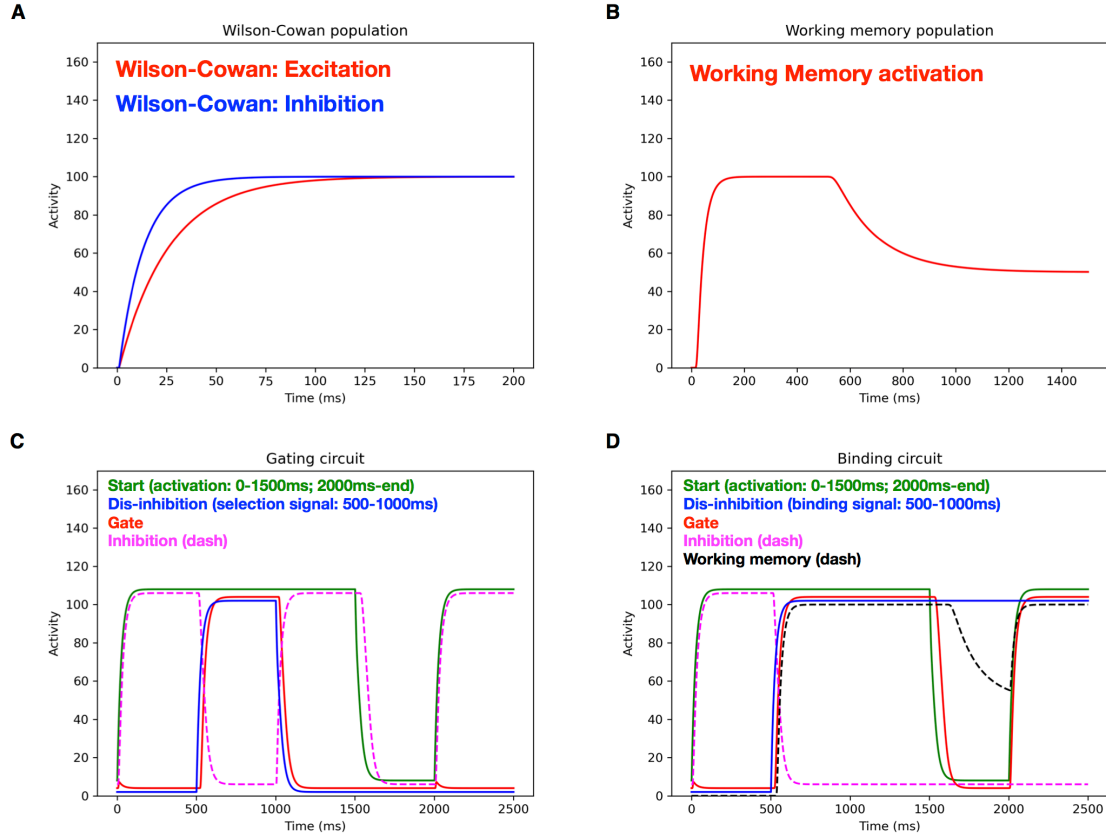 A
Wilson-Cowan population
160
140
120
100
80
60
40
20
0
Activity
Wilson-Cowan: Excitation
Wilson-Cowan: Inhibition
0 25 50 75 100 125 150 175 200
Time (ms)
B
Working memory population
160
140
120
100
80
60
40
20
0
Activity
Working Memory activation
0 200 400 600 800 1000 1200 1400
Time (ms)
C
Gating circuit
160
140
120
100
80
60
40
20
0
Activity
Start (activation: 0-1500ms; 2000ms-end)
Dis-inhibition (selection signal: 500-1000ms)
Gate
Inhibition (dash)
0 500 1000 1500 2000 2500
Time (ms)
D
Binding circuit
160
140
120
100
80
60
40
20
0
Activity
Start (activation: 0-1500ms; 2000ms-end)
Dis-inhibition (binding signal: 500-1000ms)
Gate
Inhibition (dash)
Working memory (dash)
0 500 1000 1500 2000 2500
Time (ms)